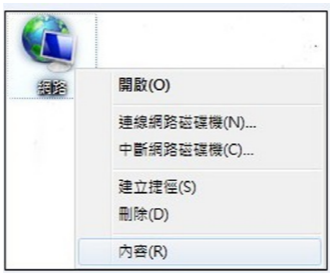 網路
開啟(O)
連線網路磁碟機(N)...
中斷網路磁碟機(C)...
建立捷徑(S)
刪除(D)
內容(R)